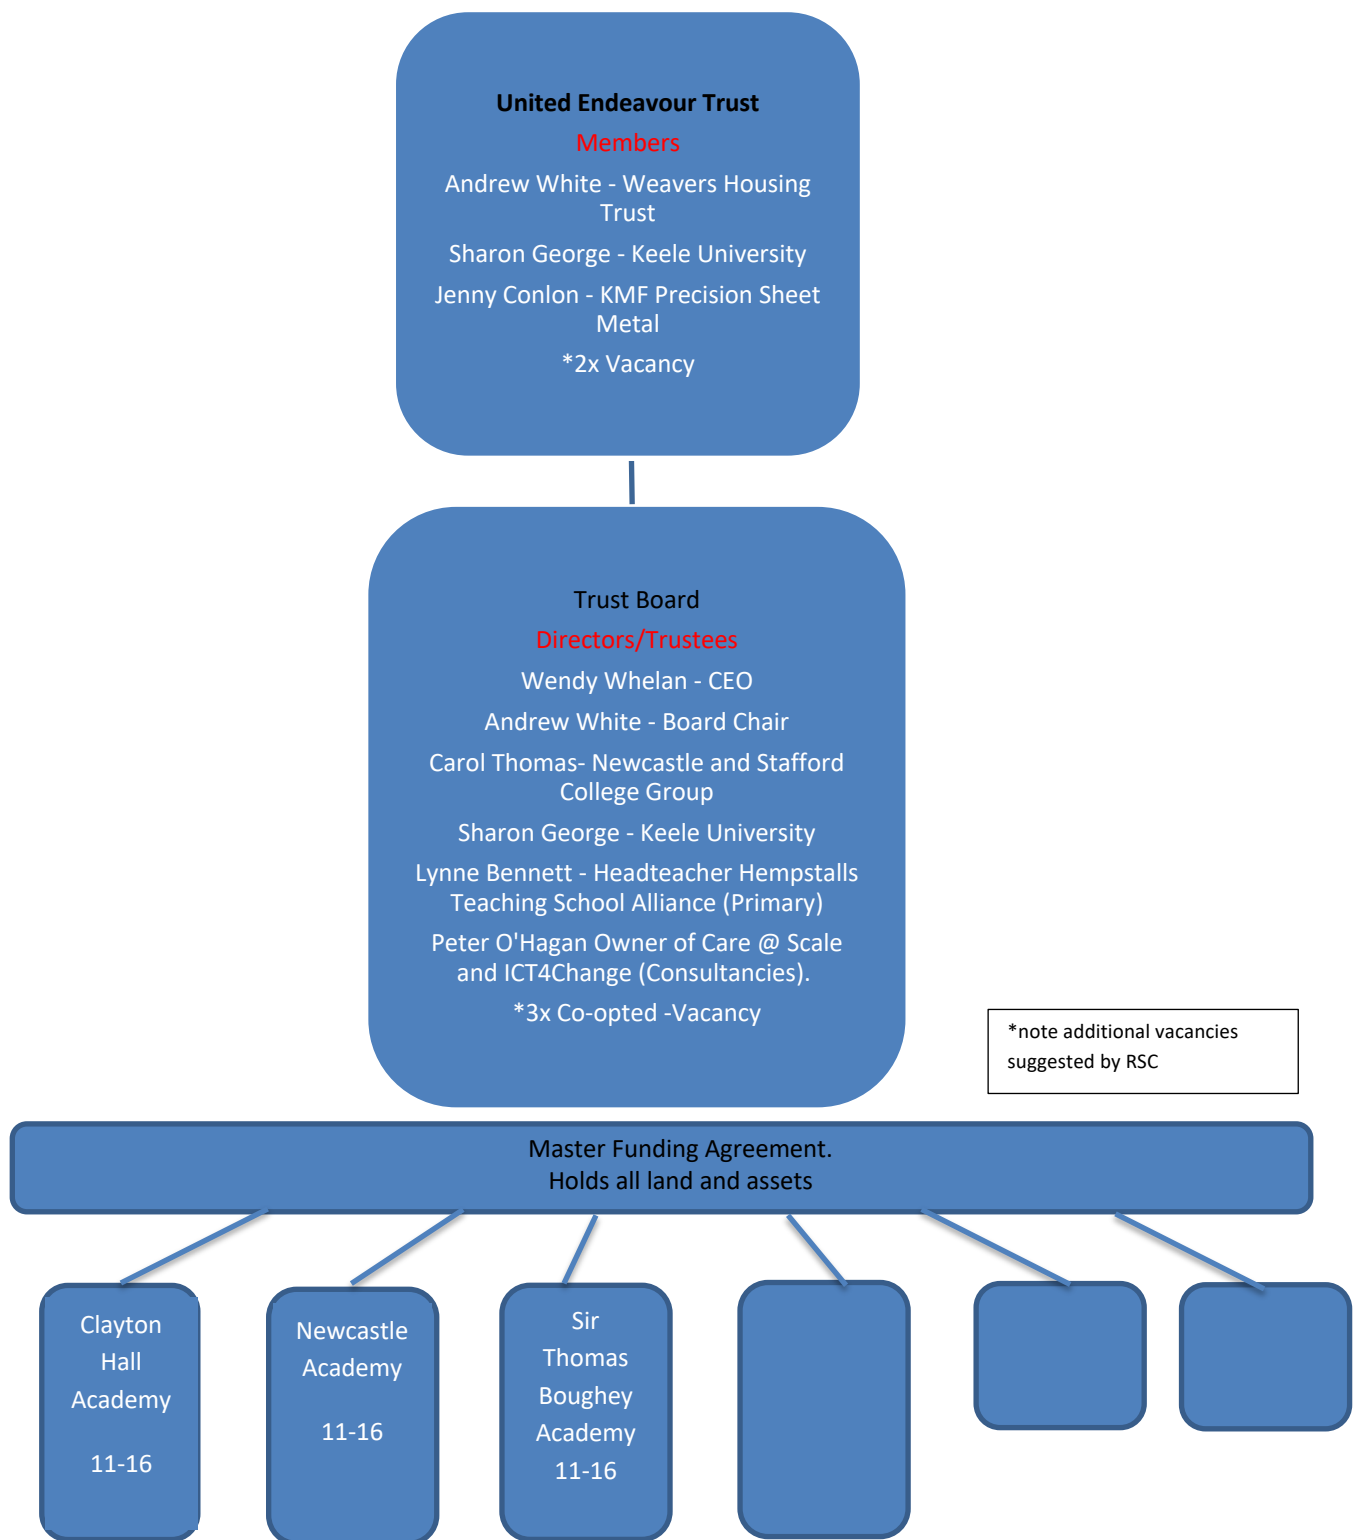 United Endeavour Trust
Members
Andrew White - Weavers Housing
Trust
Sharon George - Keele University
Jenny Conlon - KMF Precision Sheet
Metal
*2x Vacancy
Trust Board
Directors/Trustees
Wendy Whelan - CEO
Andrew White - Board Chair
Carol Thomas- Newcastle and Stafford
College Group
Sharon George - Keele University
Lynne Bennett - Headteacher Hempstalls
Teaching School Alliance (Primary)
Peter O'Hagan Owner of Care @ Scale
and ICT4Change (Consultancies).
*3x Co-opted -Vacancy
*note additional vacancies
suggested by RSC
Master Funding Agreement.
Holds all land and assets
Clayton
Hall
Academy
11-16
Newcastle
Academy
11-16
Sir
Thomas
Boughey
Academy
11-16